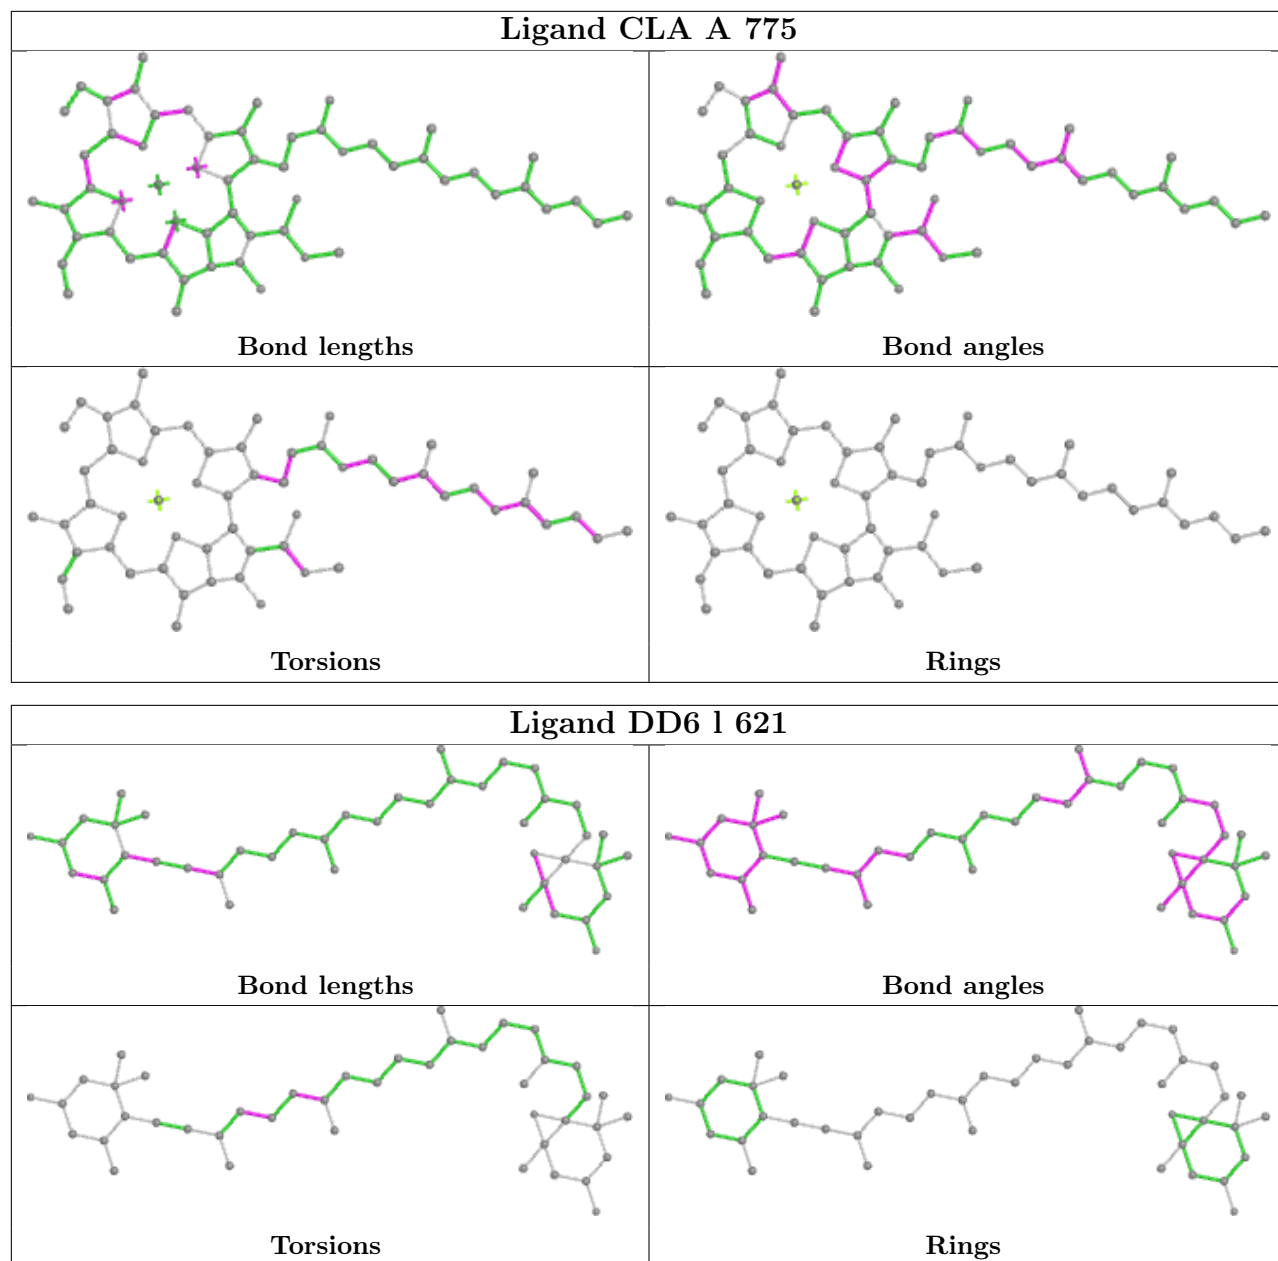 Ligand CLA A 775
Bond lengths
Bond angles
Torsions
Rings
Ligand DD6 l 621
Bond lengths
Bond angles
Torsions
Rings